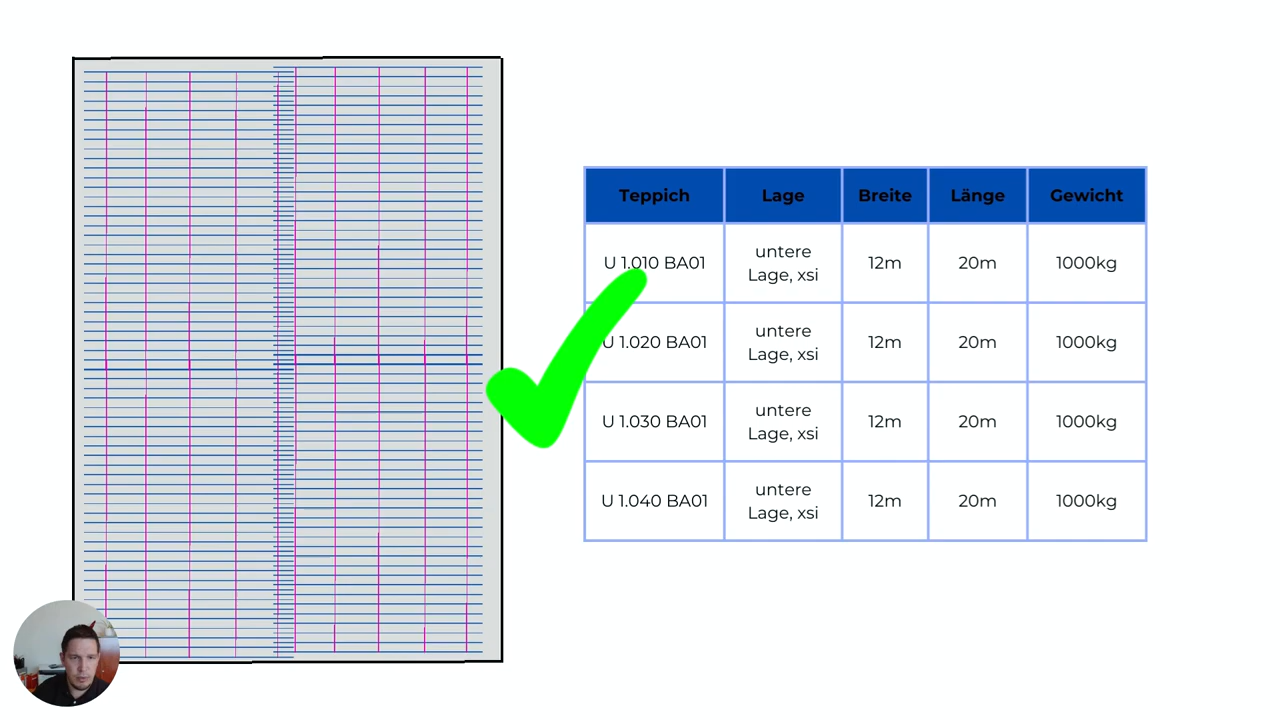 Teppich Lage Breite Länge Gewicht
U 1.010 BA01 untere Lage, xsi 12m 20m 1000kg
U 1.020 BA01 untere Lage, xsi 12m 20m 1000kg
U 1.030 BA01 untere Lage, xsi 12m 20m 1000kg
U 1.040 BA01 untere Lage, xsi 12m 20m 1000kg